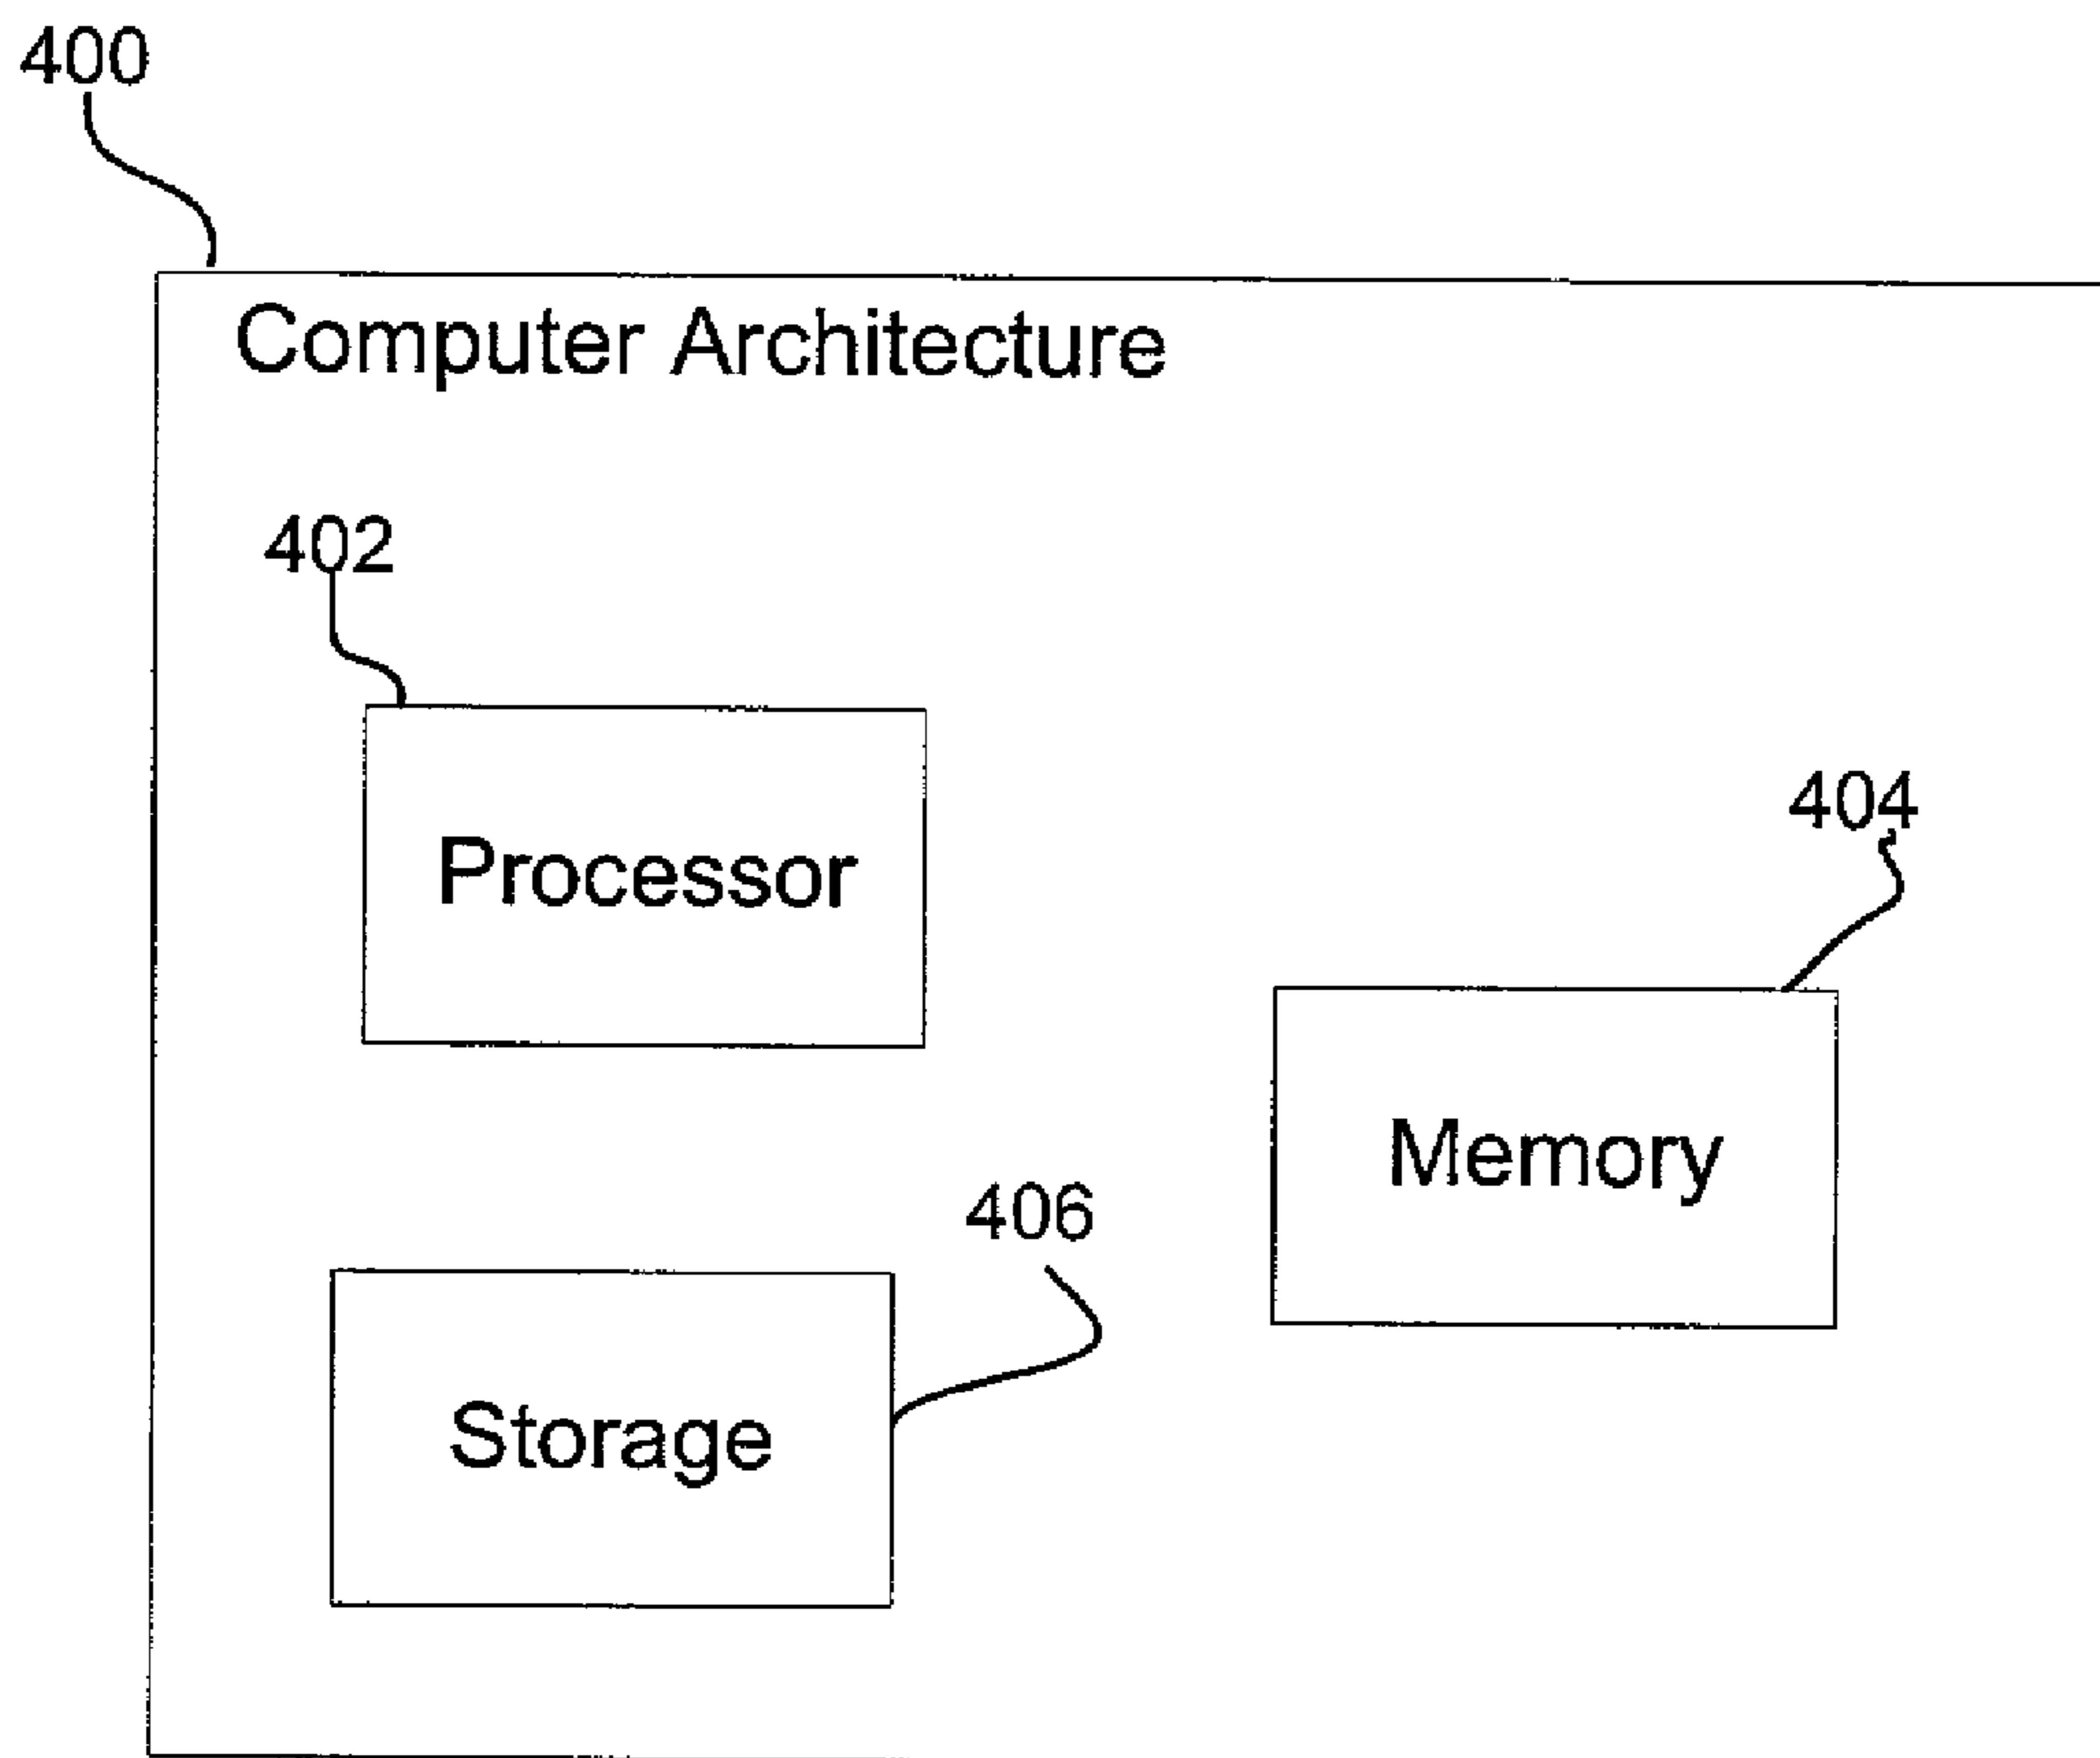 400
Computer Architecture
402
Processor
404
Memory
406
Storage